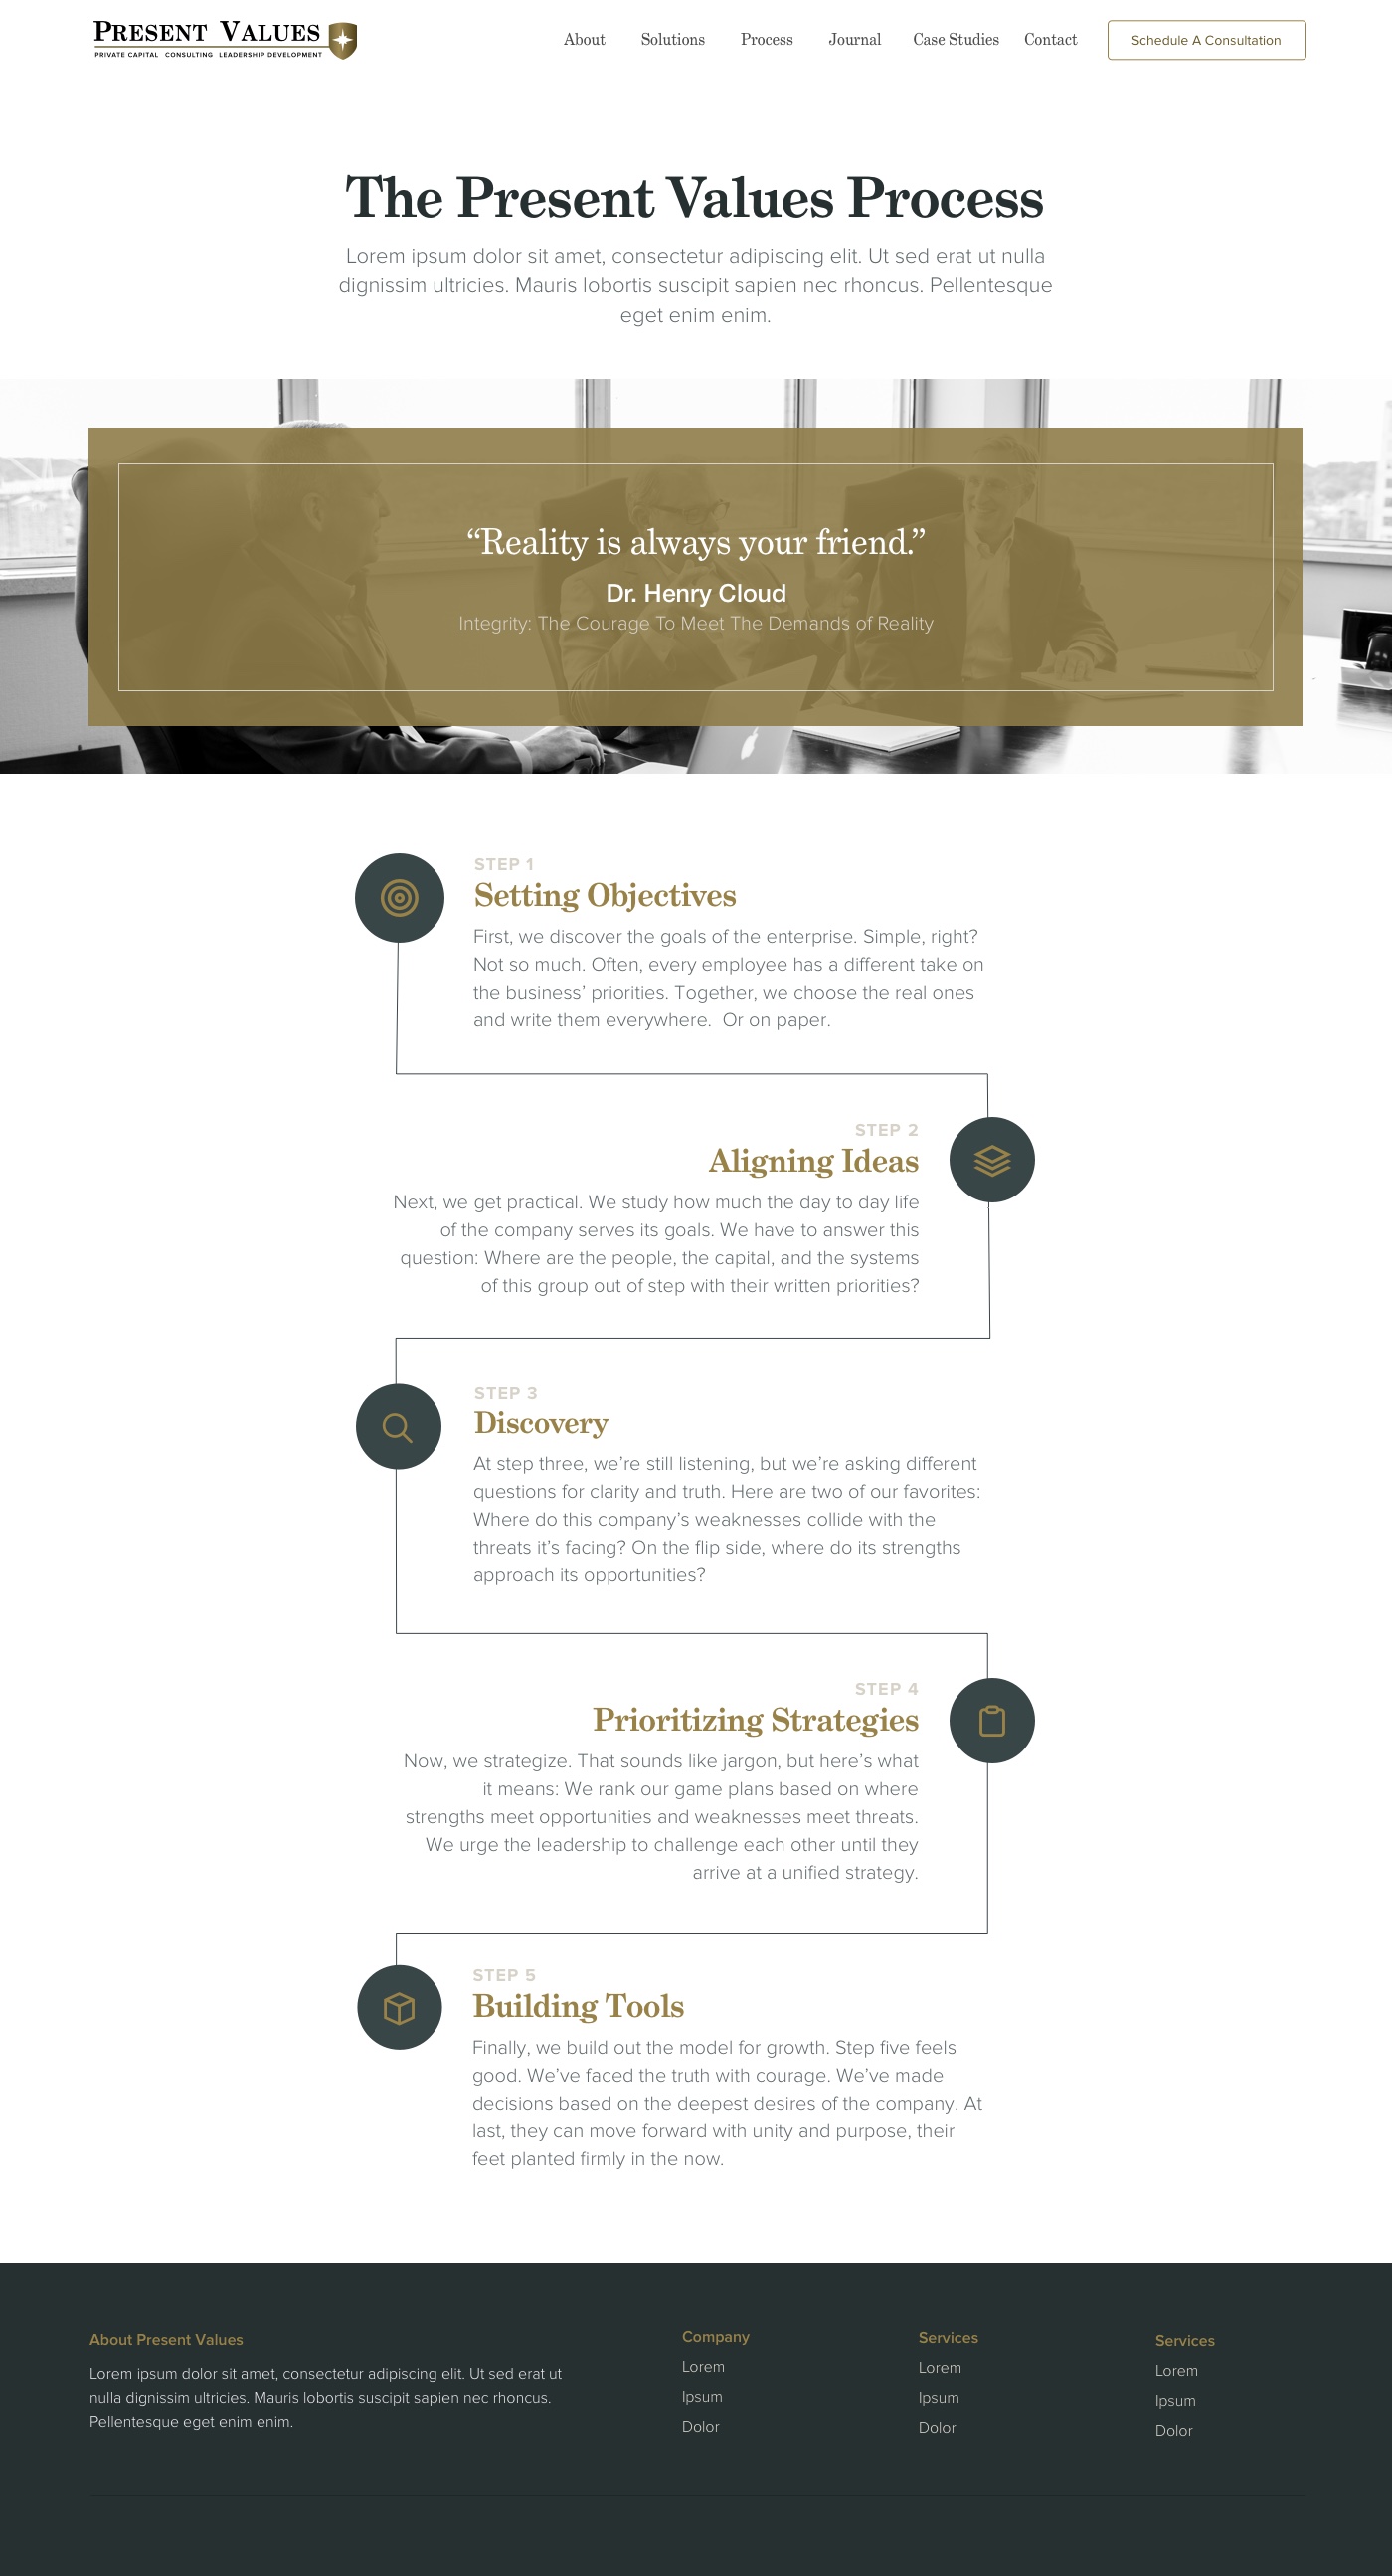 PRESENT VALUES
PRIVATE CAPITAL CONSULTING LEADERSHIP DEVELOPMENT
About Solutions Process Journal Case Studies Contact Schedule A Consultation
The Present Values Process
Lorem ipsum dolor sit amet, consectetur adipiscing elit. Ut sed erat ut nulla
dignissim ultricies. Mauris lobortis suscipit sapien nec rhoncus. Pellentesque
eget enim enim.
“Reality is always your friend.”
Dr. Henry Cloud
Integrity: The Courage To Meet The Demands of Reality
STEP 1
Setting Objectives
First, we discover the goals of the enterprise. Simple, right?
Not so much. Often, every employee has a different take on
the business’ priorities. Together, we choose the real ones
and write them everywhere.  Or on paper.
STEP 2
Aligning Ideas
Next, we get practical. We study how much the day to day life
of the company serves its goals. We have to answer this
question: Where are the people, the capital, and the systems
of this group out of step with their written priorities?
STEP 3
Discovery
At step three, we’re still listening, but we’re asking different
questions for clarity and truth. Here are two of our favorites:
Where do this company’s weaknesses collide with the
threats it’s facing? On the flip side, where do its strengths
approach its opportunities?
STEP 4
Prioritizing Strategies
Now, we strategize. That sounds like jargon, but here’s what
it means: We rank our game plans based on where
strengths meet opportunities and weaknesses meet threats.
We urge the leadership to challenge each other until they
arrive at a unified strategy.
STEP 5
Building Tools
Finally, we build out the model for growth. Step five feels
good. We’ve faced the truth with courage. We’ve made
decisions based on the deepest desires of the company. At
last, they can move forward with unity and purpose, their
feet planted firmly in the now.
About Present Values
Lorem ipsum dolor sit amet, consectetur adipiscing elit. Ut sed erat ut
nulla dignissim ultricies. Mauris lobortis suscipit sapien nec rhoncus.
Pellentesque eget enim enim.
Company
Lorem
Ipsum
Dolor
Services
Lorem
Ipsum
Dolor
Services
Lorem
Ipsum
Dolor